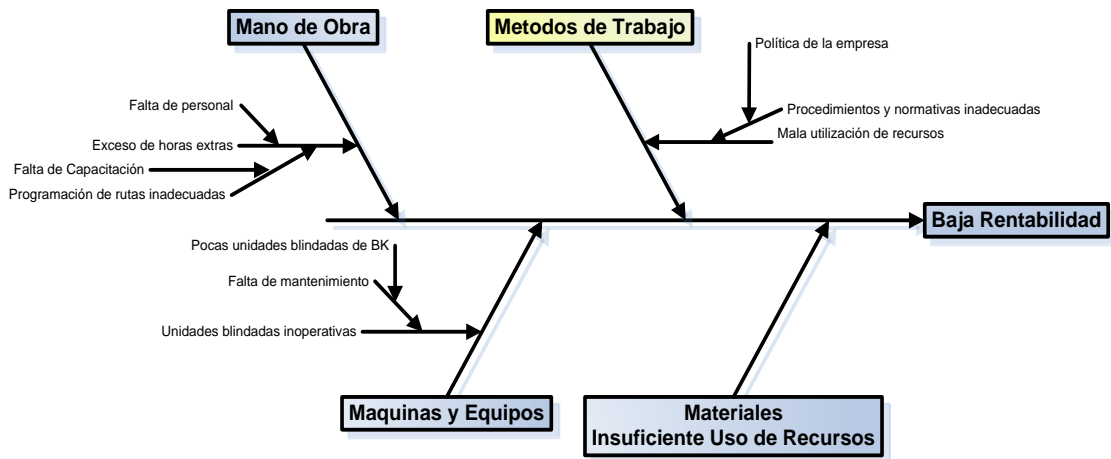 Mano de Obra
Metodos de Trabajo
Política de la empresa
Falta de personal
Procedimientos y normativas inadecuadas
Mala utilización de recursos
Exceso de horas extras
Falta de Capacitación
Programación de rutas inadecuadas
Baja Rentabilidad
Pocas unidades blindadas de BK
Falta de mantenimiento
Unidades blindadas inoperativas
Maquinas y Equipos
Materiales
Insuficiente Uso de Recursos